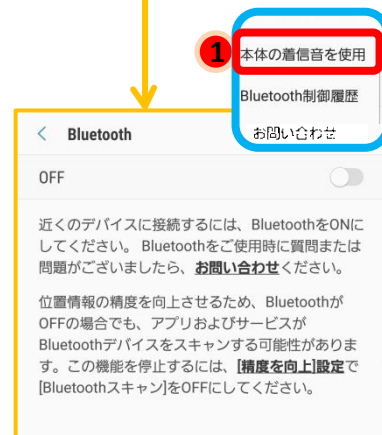 1
本体の着信音を使用
Bluetooth制御履歴
お問い合わせ
Bluetooth
OFF
近くのデバイスに接続するには、BluetoothをONに
してください。 Bluetoothをご使用時に質問または
問題がございましたら、お問い合わせください。
位置情報の精度を向上させるため、Bluetoothが
OFFの場合でも、アプリおよびサービスが
Bluetoothデバイスをスキャンする可能性がありま
す。この機能を停止するには、[精度を向上]設定で
[Bluetoothスキャン]をOFFにしてください。